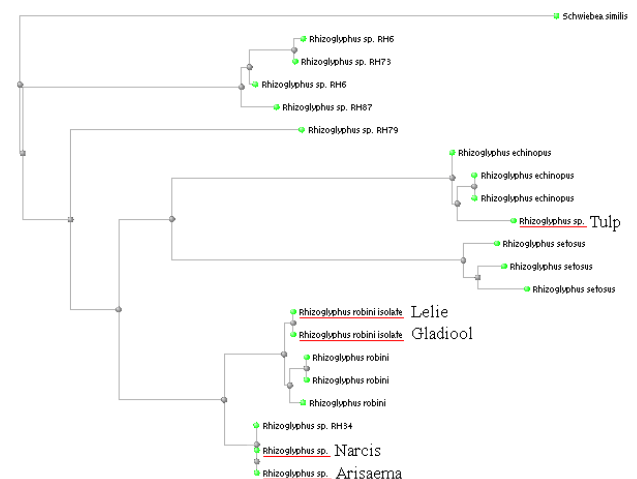 Schwiebea similis
Rhizoglyphus sp. RH6
Rhizoglyphus sp. RH73
Rhizoglyphus sp. RH6
Rhizoglyphus sp. RH87
Rhizoglyphus sp. RH79
Rhizoglyphus echinopus
Rhizoglyphus echinopus
Rhizoglyphus echinopus
Rhizoglyphus sp. Tulp
Rhizoglyphus setosus
Rhizoglyphus setosus
Rhizoglyphus setosus
Rhizoglyphus robini isolate Lelie
Rhizoglyphus robini isolate Gladiool
Rhizoglyphus robini
Rhizoglyphus robini
Rhizoglyphus robini
Rhizoglyphus sp. RH34
Rhizoglyphus sp. Narcis
Rhizoglyphus sp. Arisaema